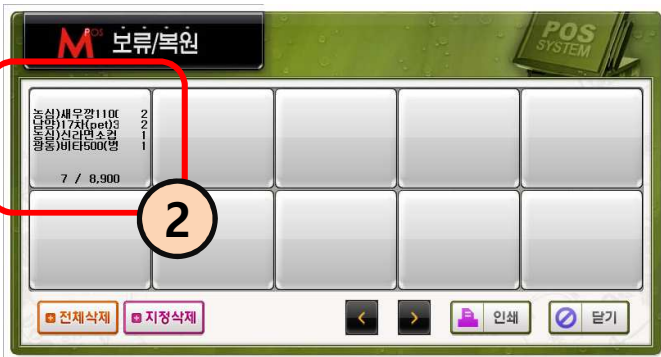 MPOS 보류/복원
POS
SYSTEM
농심)새우깡110( 2
남양)17차(pet)3 2
농심)신라면소컵 1
광동)비타500(병 1
7 / 8,900
2
전체삭제 지정삭제 < > 인쇄 닫기